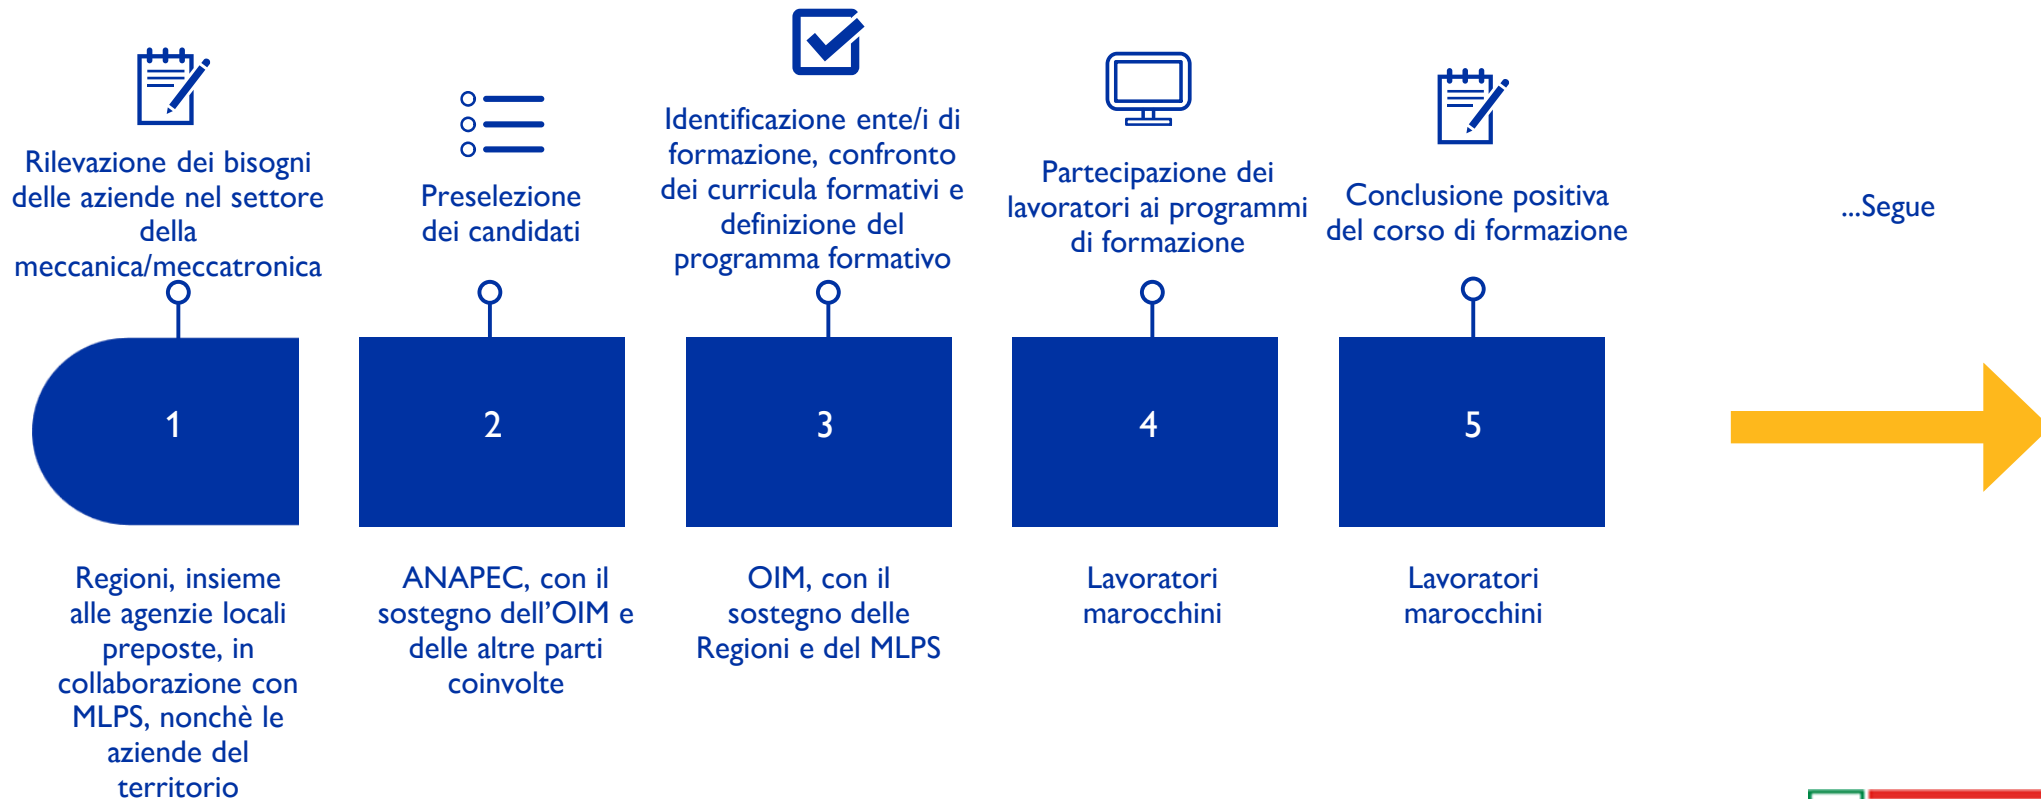 Rilevazione dei bisogni
delle aziende nel settore
della
meccanica/meccatronica
Preselezione
dei candidati
Identificazione ente/i di
formazione, confronto
dei curricula formativi e
definizione del
programma formativo
Partecipazione dei
lavoratori ai programmi
di formazione
Conclusione positiva
del corso di formazione
...Segue
1
2
3
4
5
Regioni, insieme
alle agenzie locali
preposte, in
collaborazione con
MLPS, nonchè le
aziende del
territorio
ANAPEC, con il
sostegno dell’OIM e
delle altre parti
coinvolte
OIM, con il
sostegno delle
Regioni e del MLPS
Lavoratori
marocchini
Lavoratori
marocchini